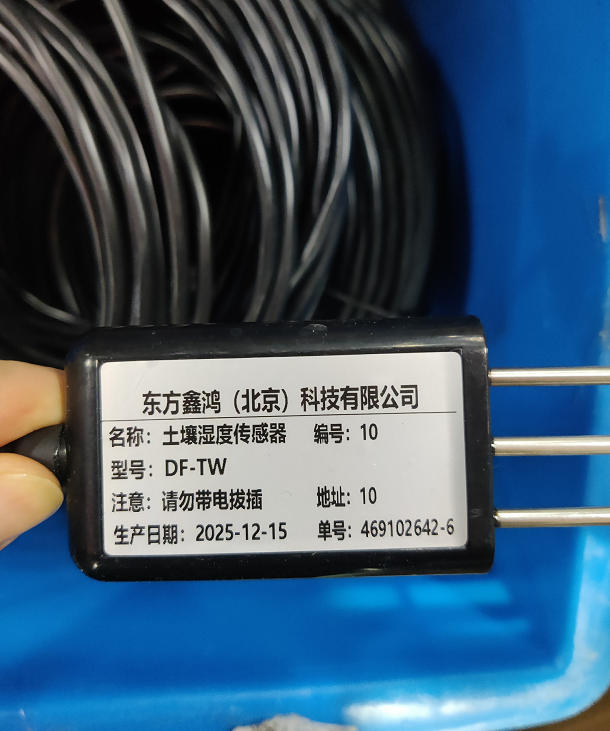 东方鑫鸿（北京）科技有限公司
名称：土壤湿度传感器 编号：10
型号：DF-TW
注意：请勿带电拔插 地址：10
生产日期：2025-12-15 单号：469102642-6